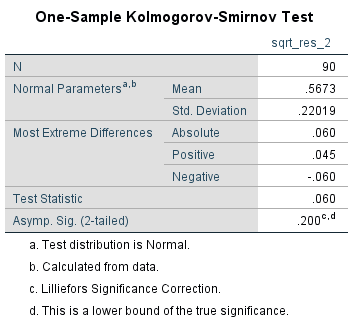 One-Sample Kolmogorov-Smirnov Test
sqrt_res_2
N 90
Normal Parametersa,b Mean .5673
Std. Deviation .22019
Most Extreme Differences Absolute .060
Positive .045
Negative -.060
Test Statistic .060
Asymp. Sig. (2-tailed) .200c,d
a. Test distribution is Normal.
b. Calculated from data.
c. Lilliefors Significance Correction.
d. This is a lower bound of the true significance.